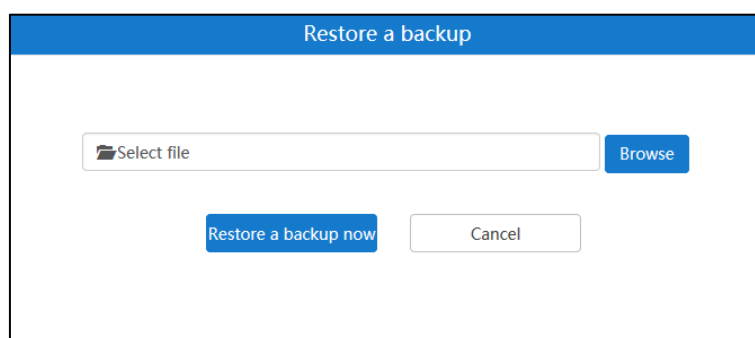 Restore a backup
Select file
Browse
Restore a backup now
Cancel